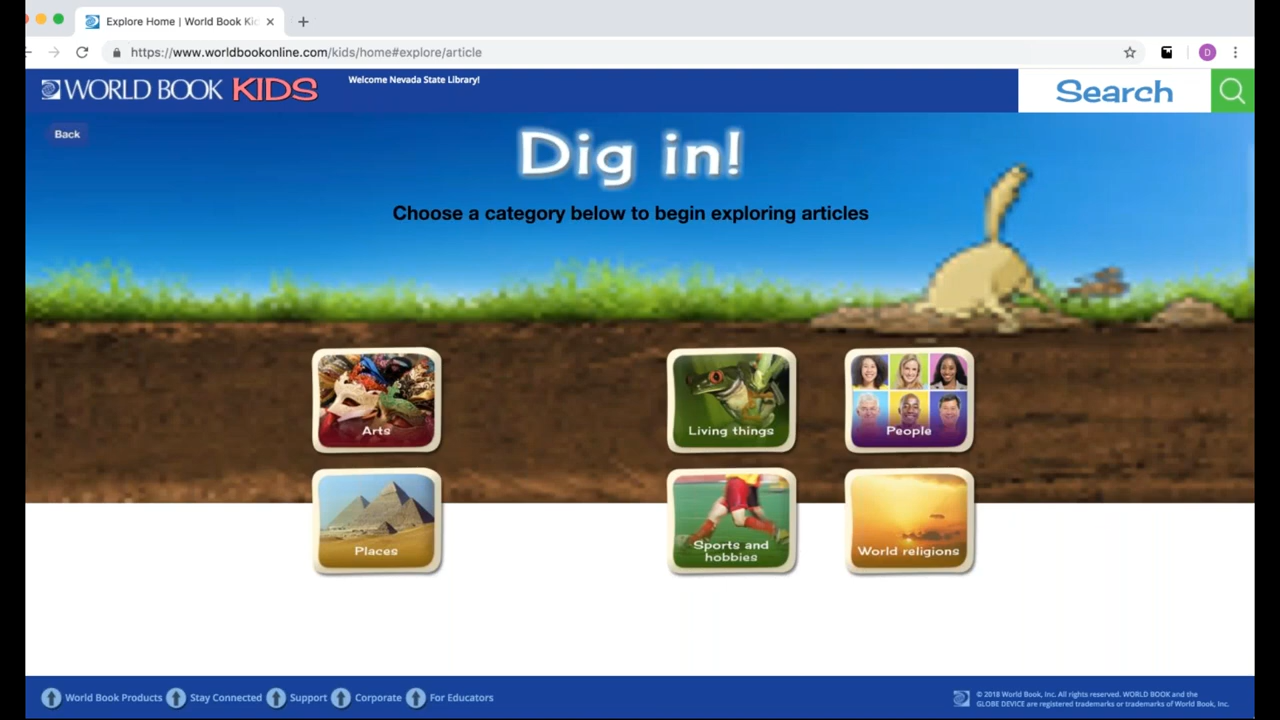 Explore Home | World Book Kid
https://www.worldbookonline.com/kids/home#explore/article
D
WORLD BOOK KIDS
Welcome Nevada State Library!
Search
Back
Dig in!
Choose a category below to begin exploring articles
Arts
Living things
People
Places
Sports and
hobbies
World religions
World Book Products
Stay Connected
Support
Corporate
For Educators
© 2018 World Book, Inc. All rights reserved. WORLD BOOK and the
GLOBE DEVICE are registered trademarks or trademarks of World Book, Inc.